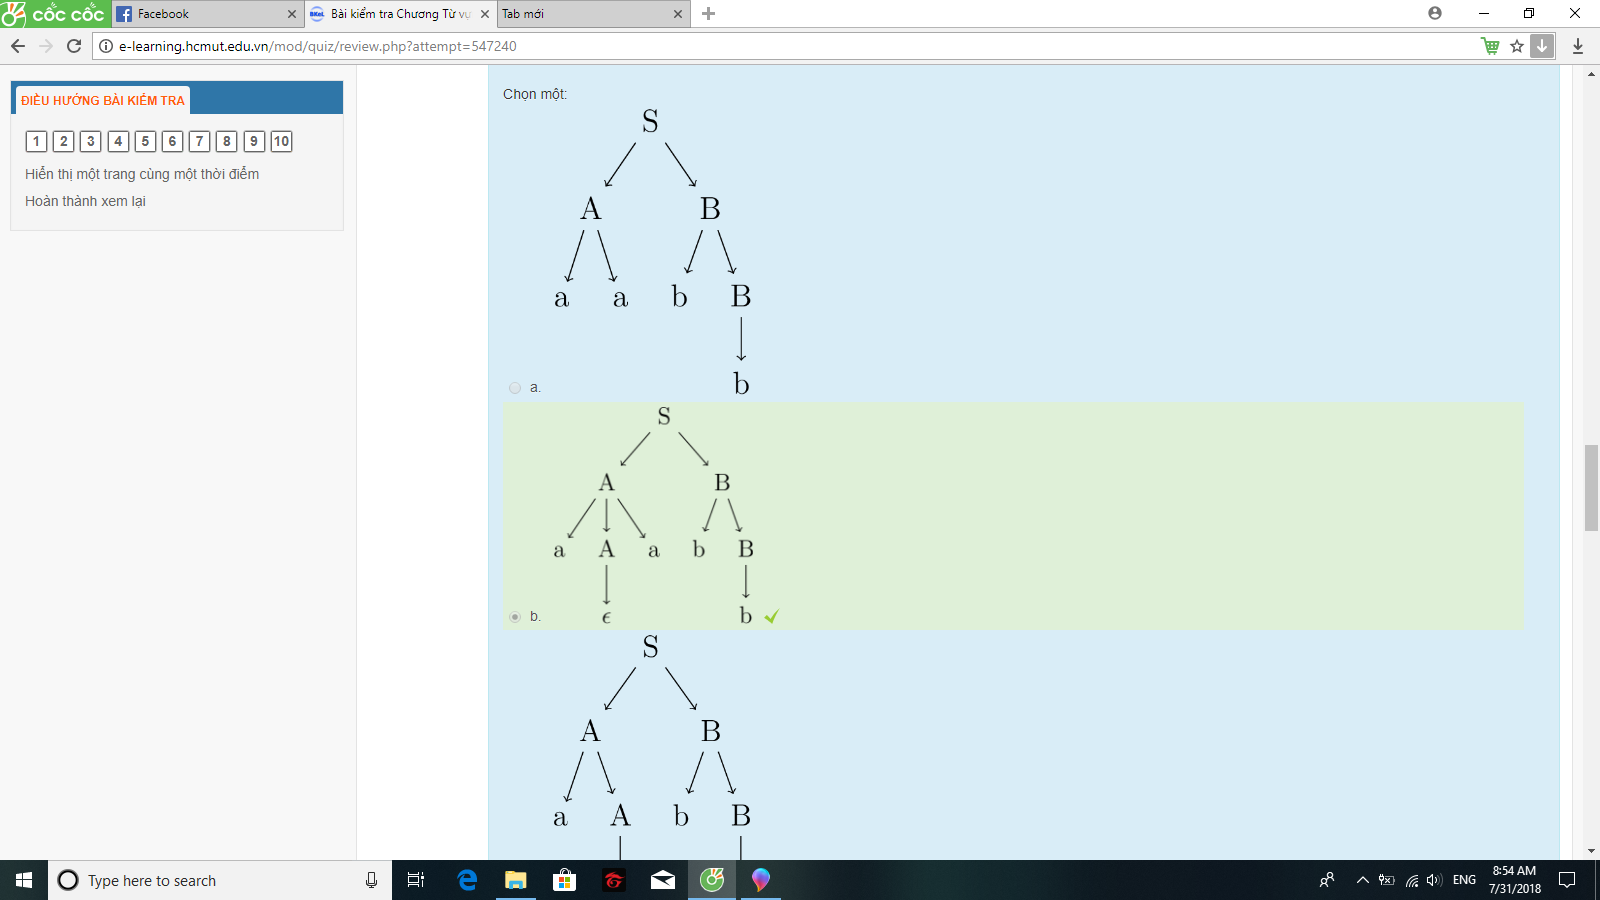 cốc cốc
Facebook
Bài kiểm tra Chương Từ vự
Tab mới
e-learning.hcmut.edu.vn/mod/quiz/review.php?attempt=547240
ĐIỀU HƯỚNG BÀI KIỂM TRA
1 2 3 4 5 6 7 8 9 10
Hiển thị một trang cùng một thời điểm
Hoàn thành xem lại
Chọn một:
S
A B
a a b B
b
a.
S
A B
a A a b B
ϵ b
b.
S
A B
a A b B
Type here to search
ENG
8:54 AM
7/31/2018